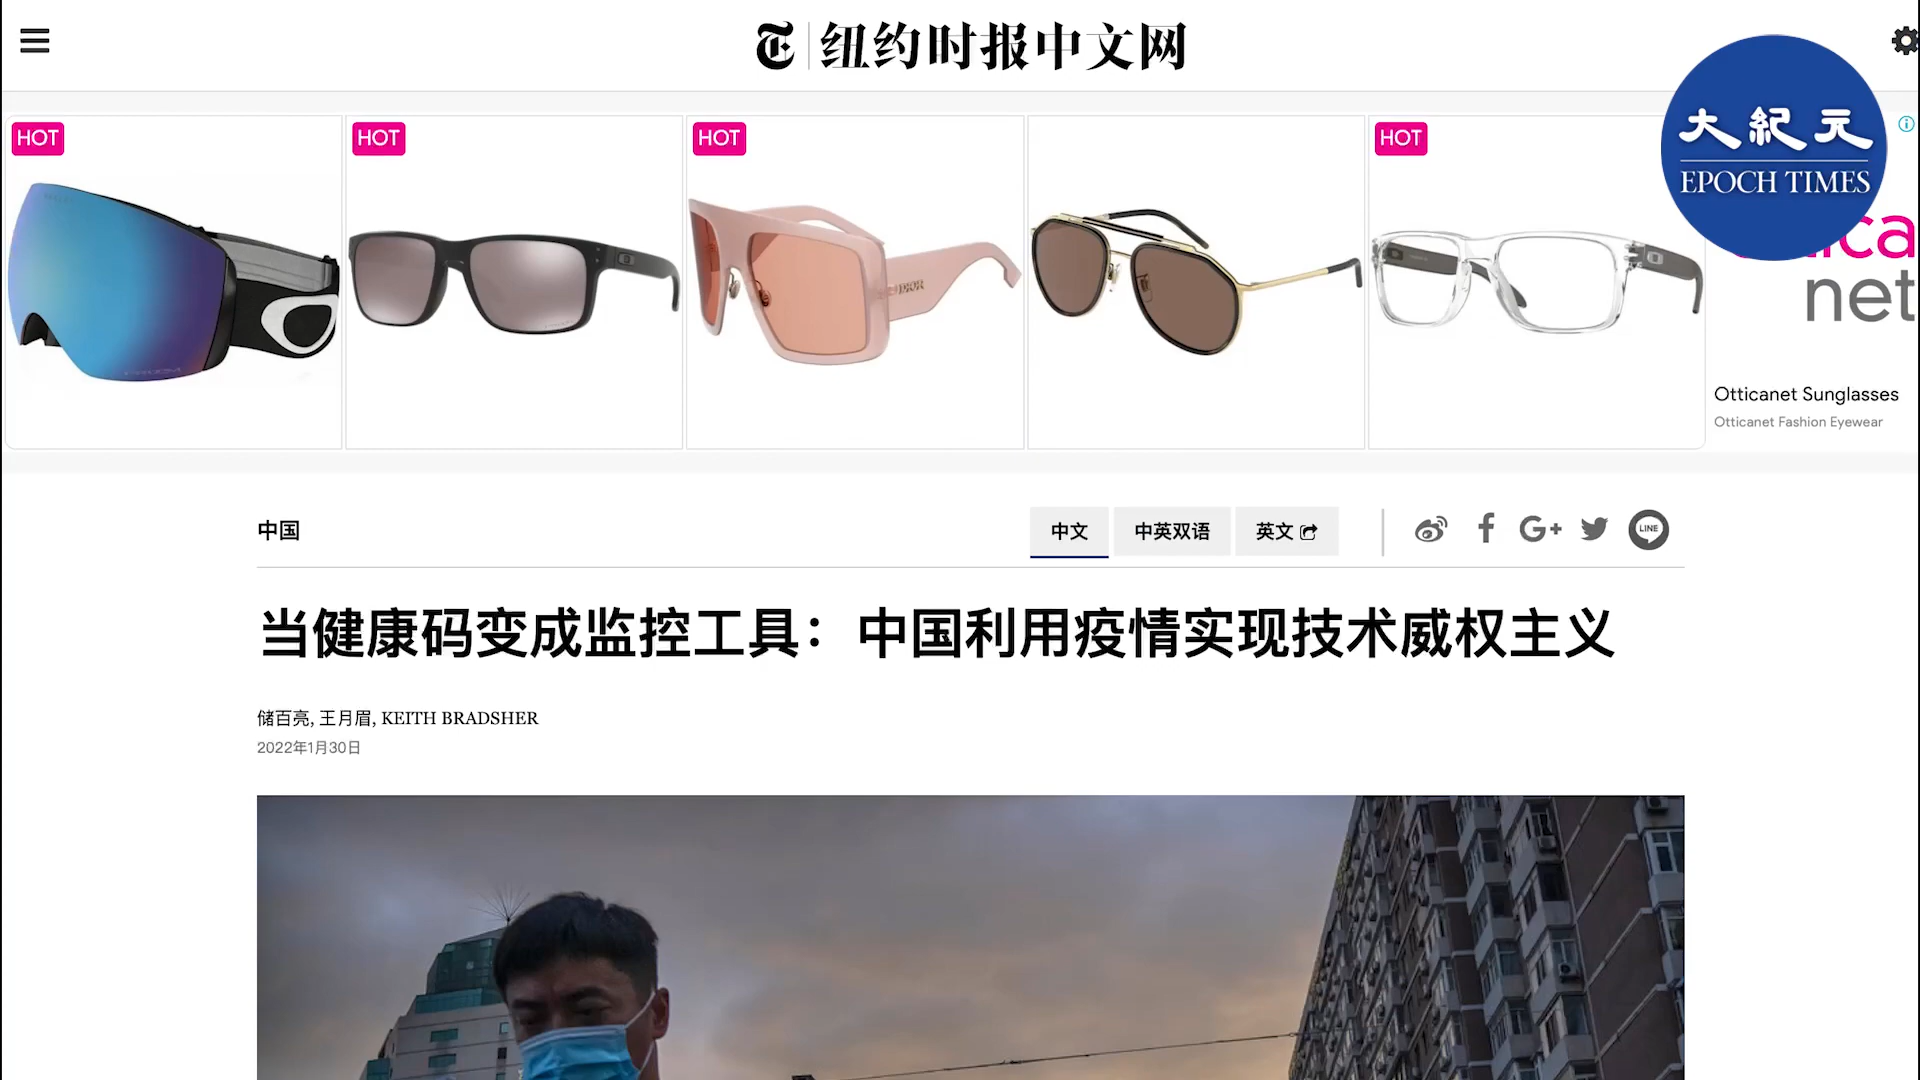 纽约时报中文网
大紀元
EPOCH TIMES
HOT
HOT
HOT
HOT
net
Otticanet Sunglasses
Otticanet Fashion Eyewear
中国
中文
中英双语
英文
LINE
当健康码变成监控工具：中国利用疫情实现技术威权主义
储百亮, 王月眉, KEITH BRADSHER
2022年1月30日